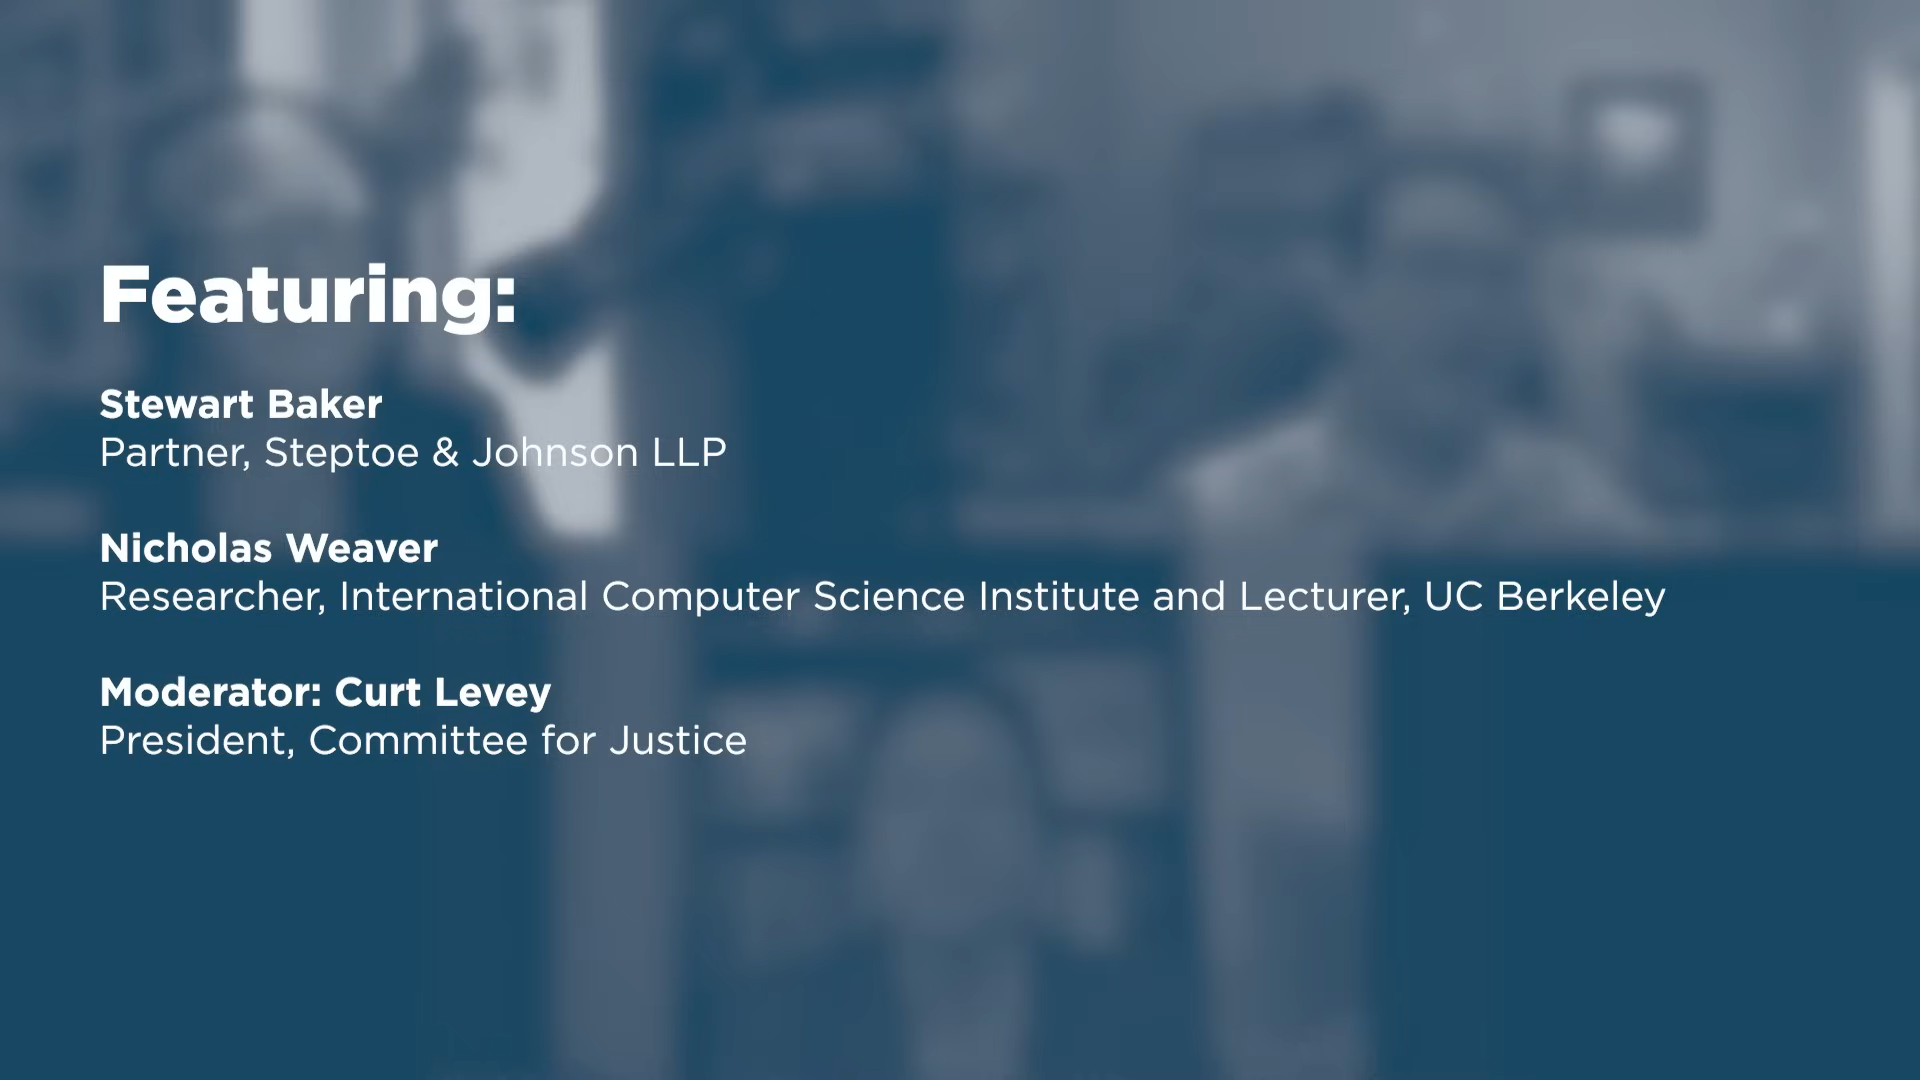 Featuring:
Stewart Baker
Partner, Steptoe & Johnson LLP
Nicholas Weaver
Researcher, International Computer Science Institute and Lecturer, UC Berkeley
Moderator: Curt Levey
President, Committee for Justice